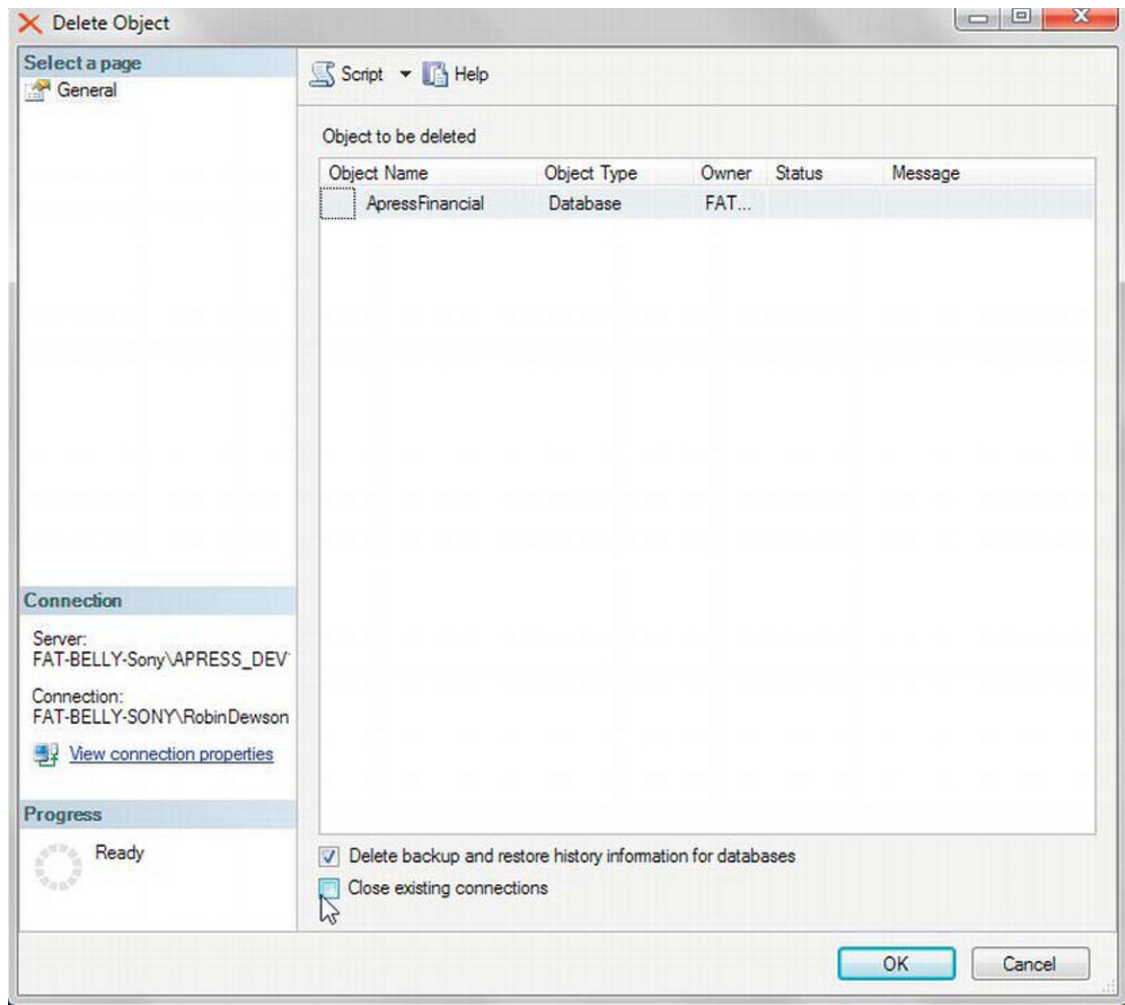 Delete Object
Select a page
General
Script Help
Object to be deleted
Object Name Object Type Owner Status Message
ApressFinancial Database FAT...
Connection
Server:
FAT-BELLY-Sony\APRESS_DEV
Connection:
FAT-BELLY-SONY\RobinDewson
View connection properties
Progress
Ready
Delete backup and restore history information for databases
Close existing connections
OK Cancel